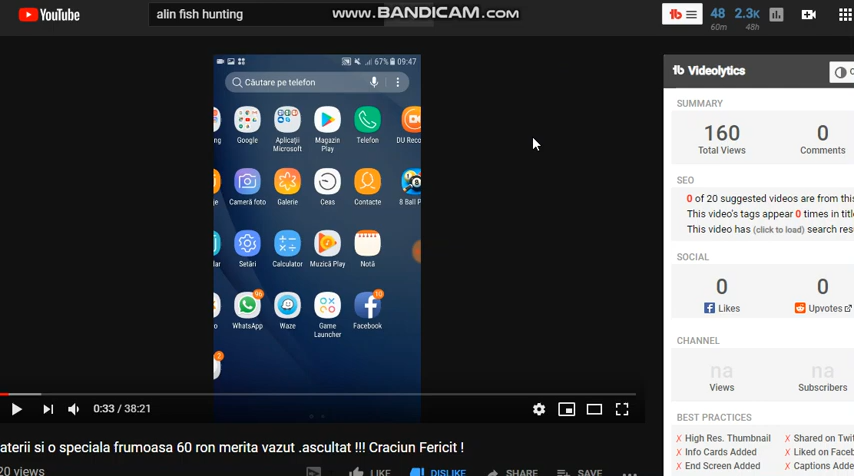 YouTube
alin fish hunting
www.BANDICAM.com
48
60m
2.3K
48h
67% 09:47
Căutare pe telefon
Google
Aplicații Microsoft
Magazin Play
Telefon
DU Reco
Cameră foto
Galerie
Ceas
Contacte
8 Ball P
Setări
Calculator
Muzică Play
Notă
96
10
WhatsApp
Waze
Game Launcher
Facebook
2
0:33 / 38:21
aterii si o speciala frumoasa 60 ron merita vazut .ascultat !!! Craciun Fericit !
20 views
LIKE
DISLIKE
SHARE
SAVE
Videolytics
SUMMARY
160
0
Total Views
Comments
SEO
0 of 20 suggested videos are from this
This video's tags appear 0 times in title
This video has (click to load) search res
SOCIAL
0
0
Likes
Upvotes
CHANNEL
na
na
Views
Subscribers
BEST PRACTICES
X High Res. Thumbnail
X Shared on Twit
X Info Cards Added
X Liked on Faceb
X End Screen Added
X Captions Adde